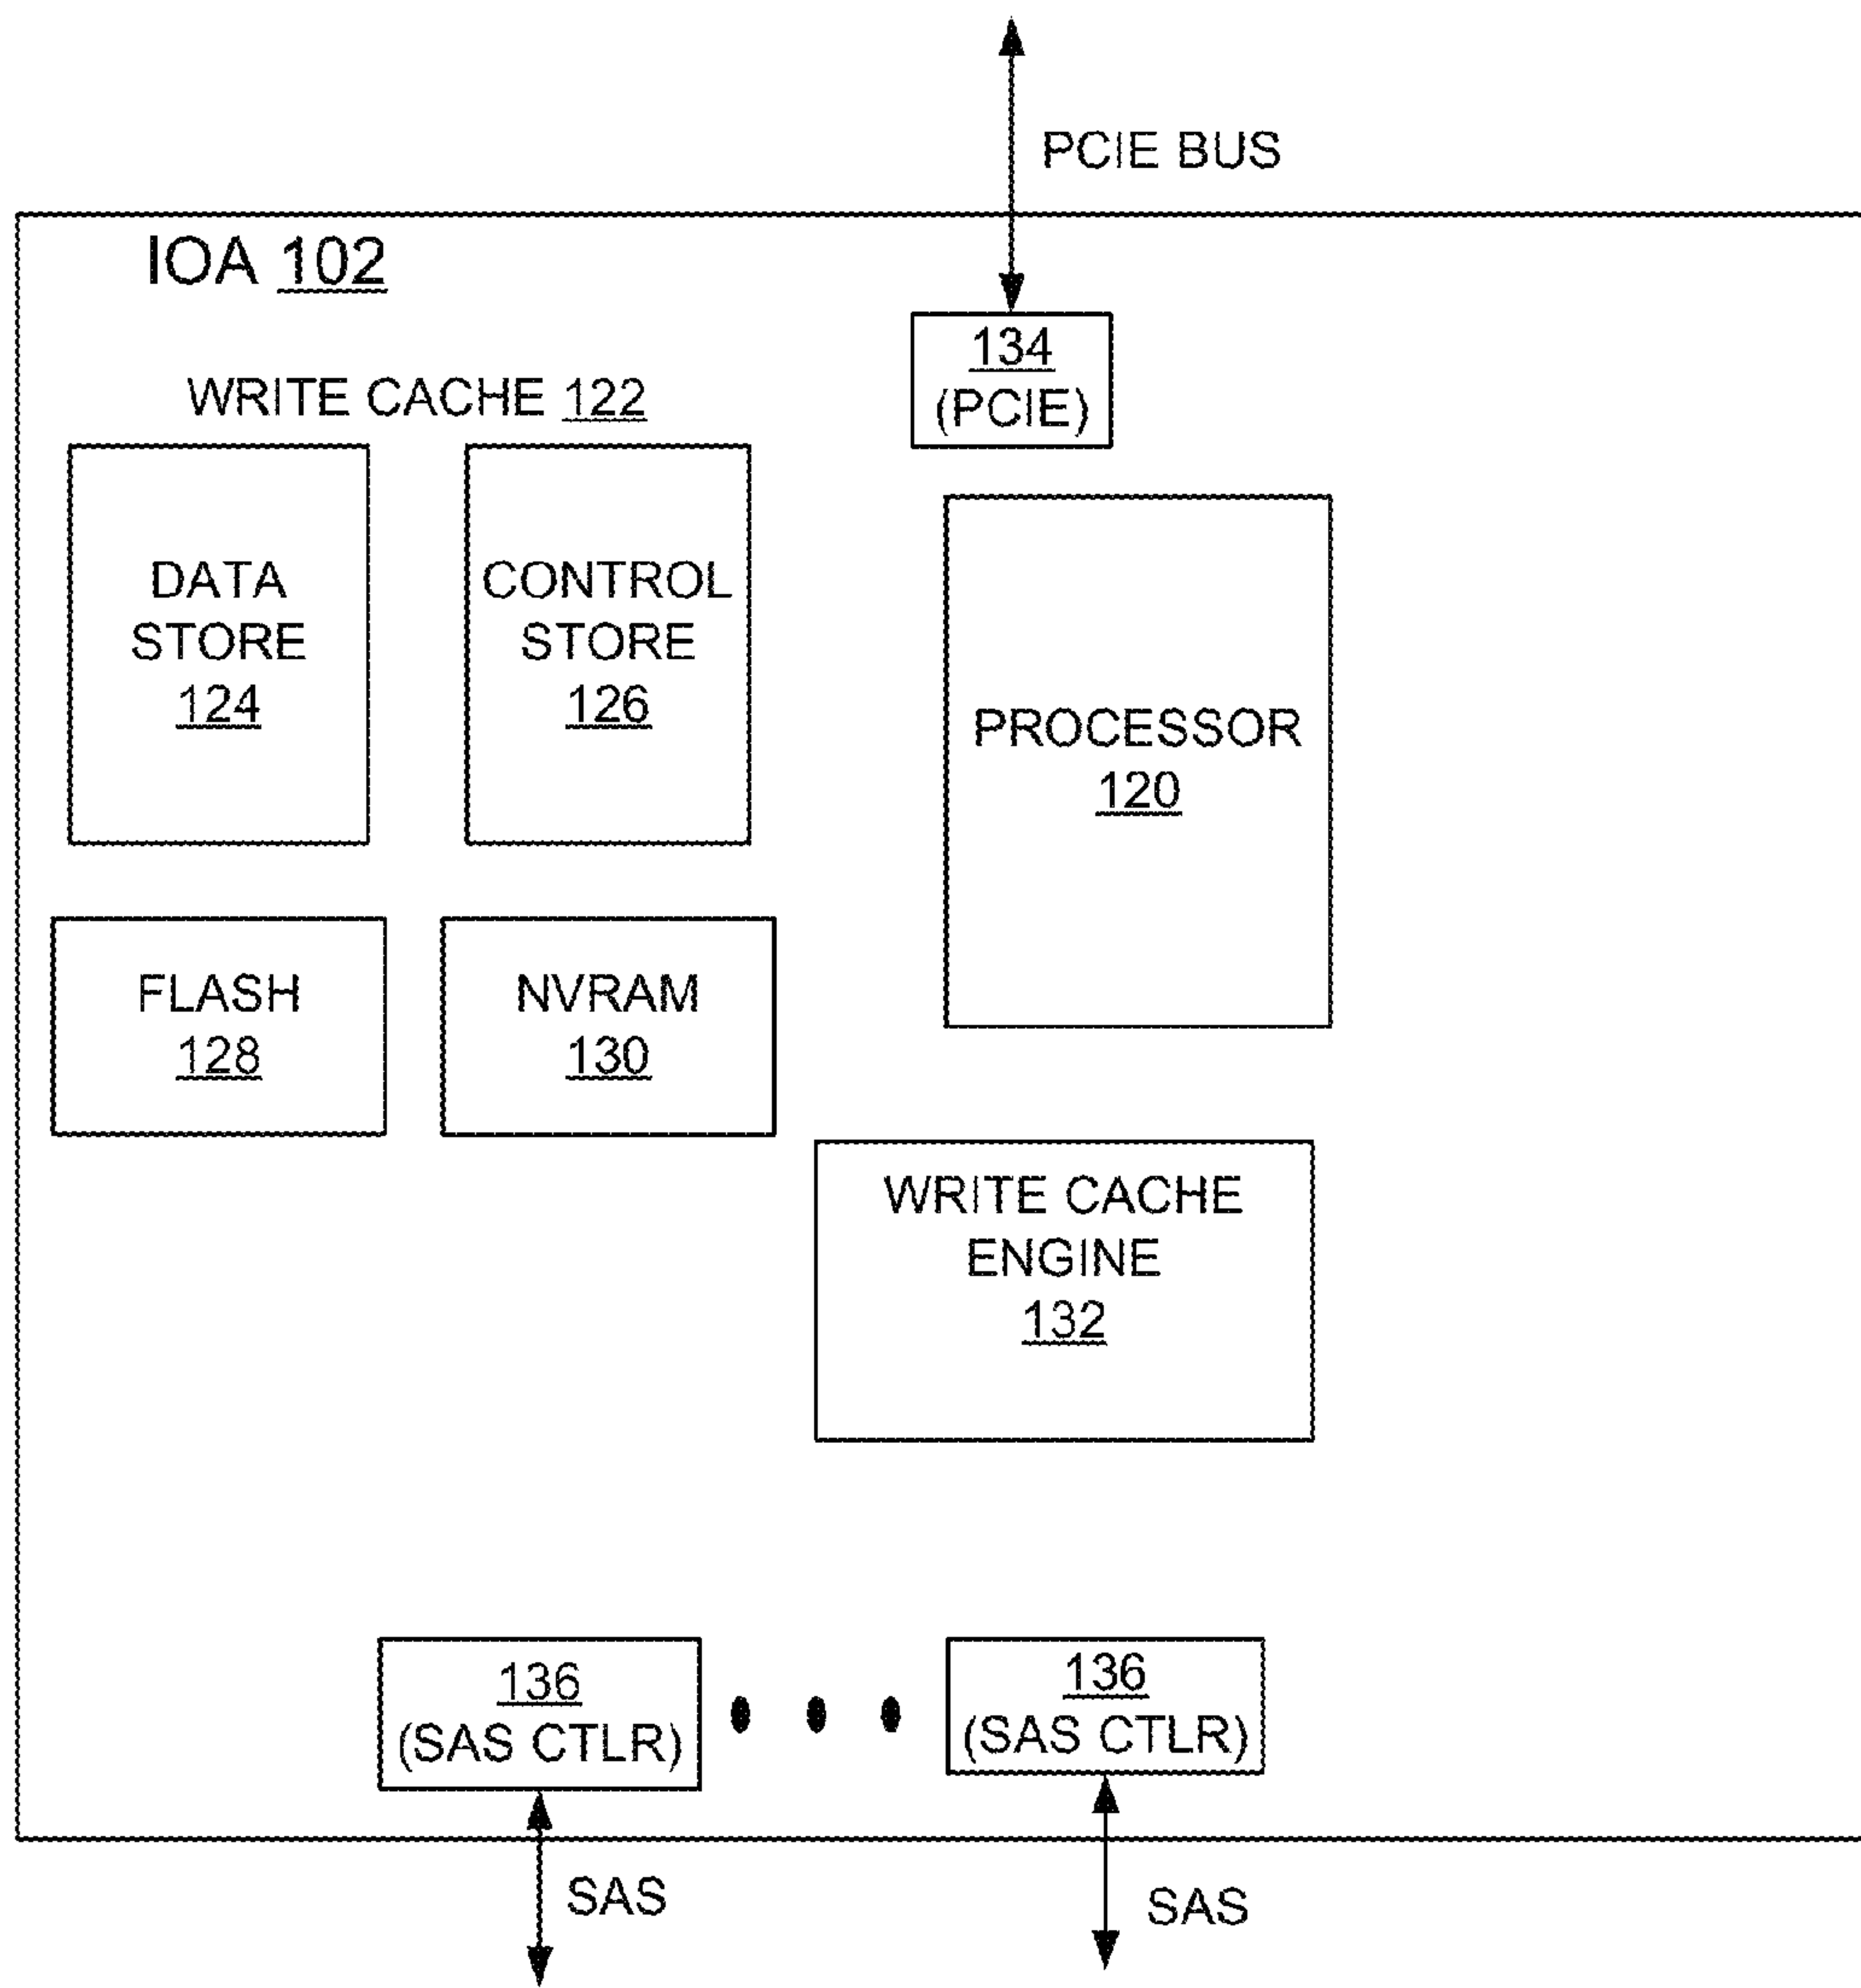 PCIE BUS
IOA 102
134
(PCIE)
WRITE CACHE 122
DATA
STORE
124
CONTROL
STORE
126
PROCESSOR
120
FLASH
128
NVRAM
130
WRITE CACHE
ENGINE
132
136
(SAS CTLR)
136
(SAS CTLR)
SAS
SAS